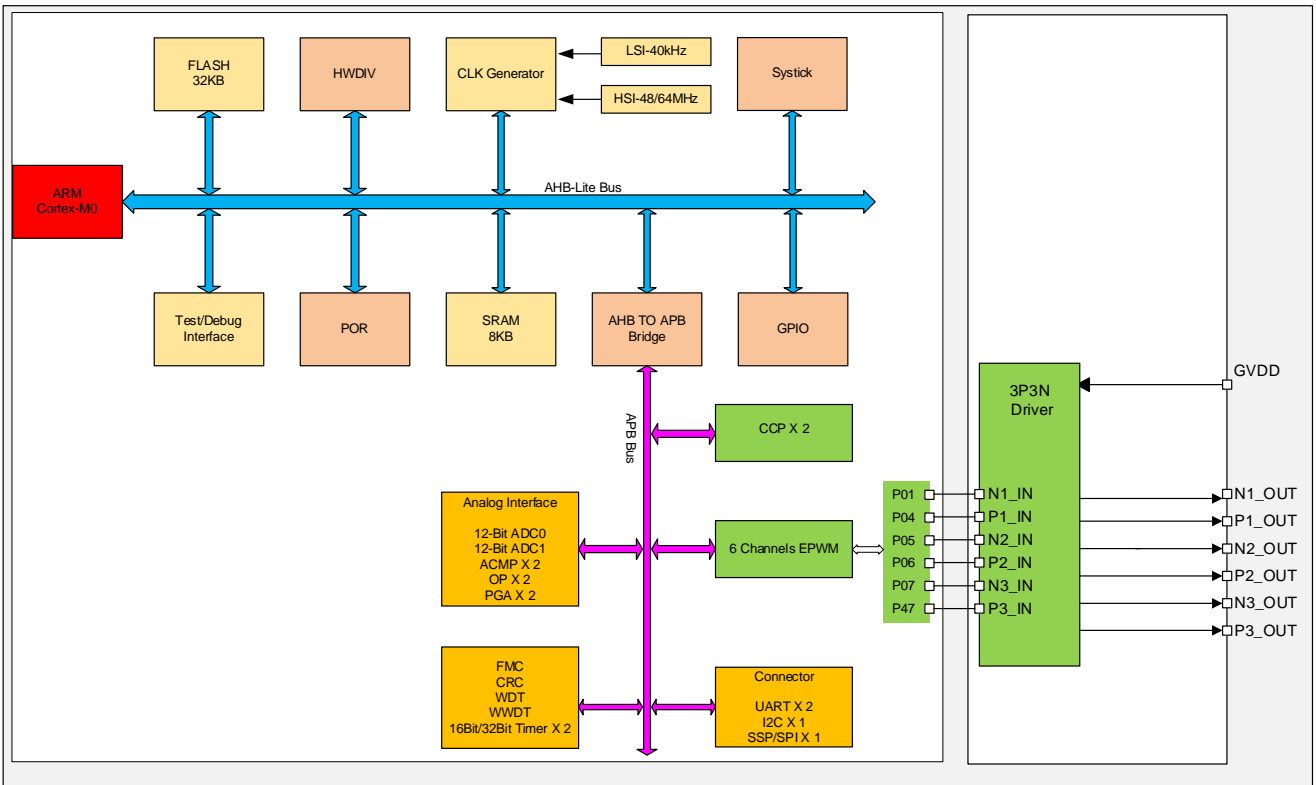 FLASH
32KB
HWDIV
CLK Generator
LSI-40kHz
HSI-48/64MHz
Systick
ARM
Cortex-M0
AHB-Lite Bus
Test/Debug
Interface
POR
SRAM
8KB
AHB TO APB
Bridge
GPIO
APB Bus
CCP X 2
Analog Interface
12-Bit ADC0
12-Bit ADC1
ACMP X 2
OP X 2
PGA X 2
6 Channels EPWM
FMC
CRC
WDT
WWDT
16Bit/32Bit Timer X 2
Connector
UART X 2
I2C X 1
SSP/SPI X 1
P01
P04
P05
P06
P07
P47
3P3N
Driver
N1_IN
P1_IN
N2_IN
P2_IN
N3_IN
P3_IN
GVDD
N1_OUT
P1_OUT
N2_OUT
P2_OUT
N3_OUT
P3_OUT